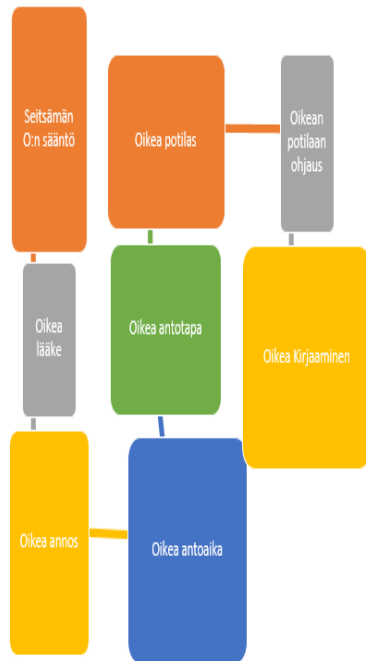 Seitsämän
O:n sääntö
Oikea
lääke
Oikea annos
Oikea antoaika
Oikea antotapa
Oikea potilas
Oikean
potilaan
ohjaus
Oikea Kirjaaminen